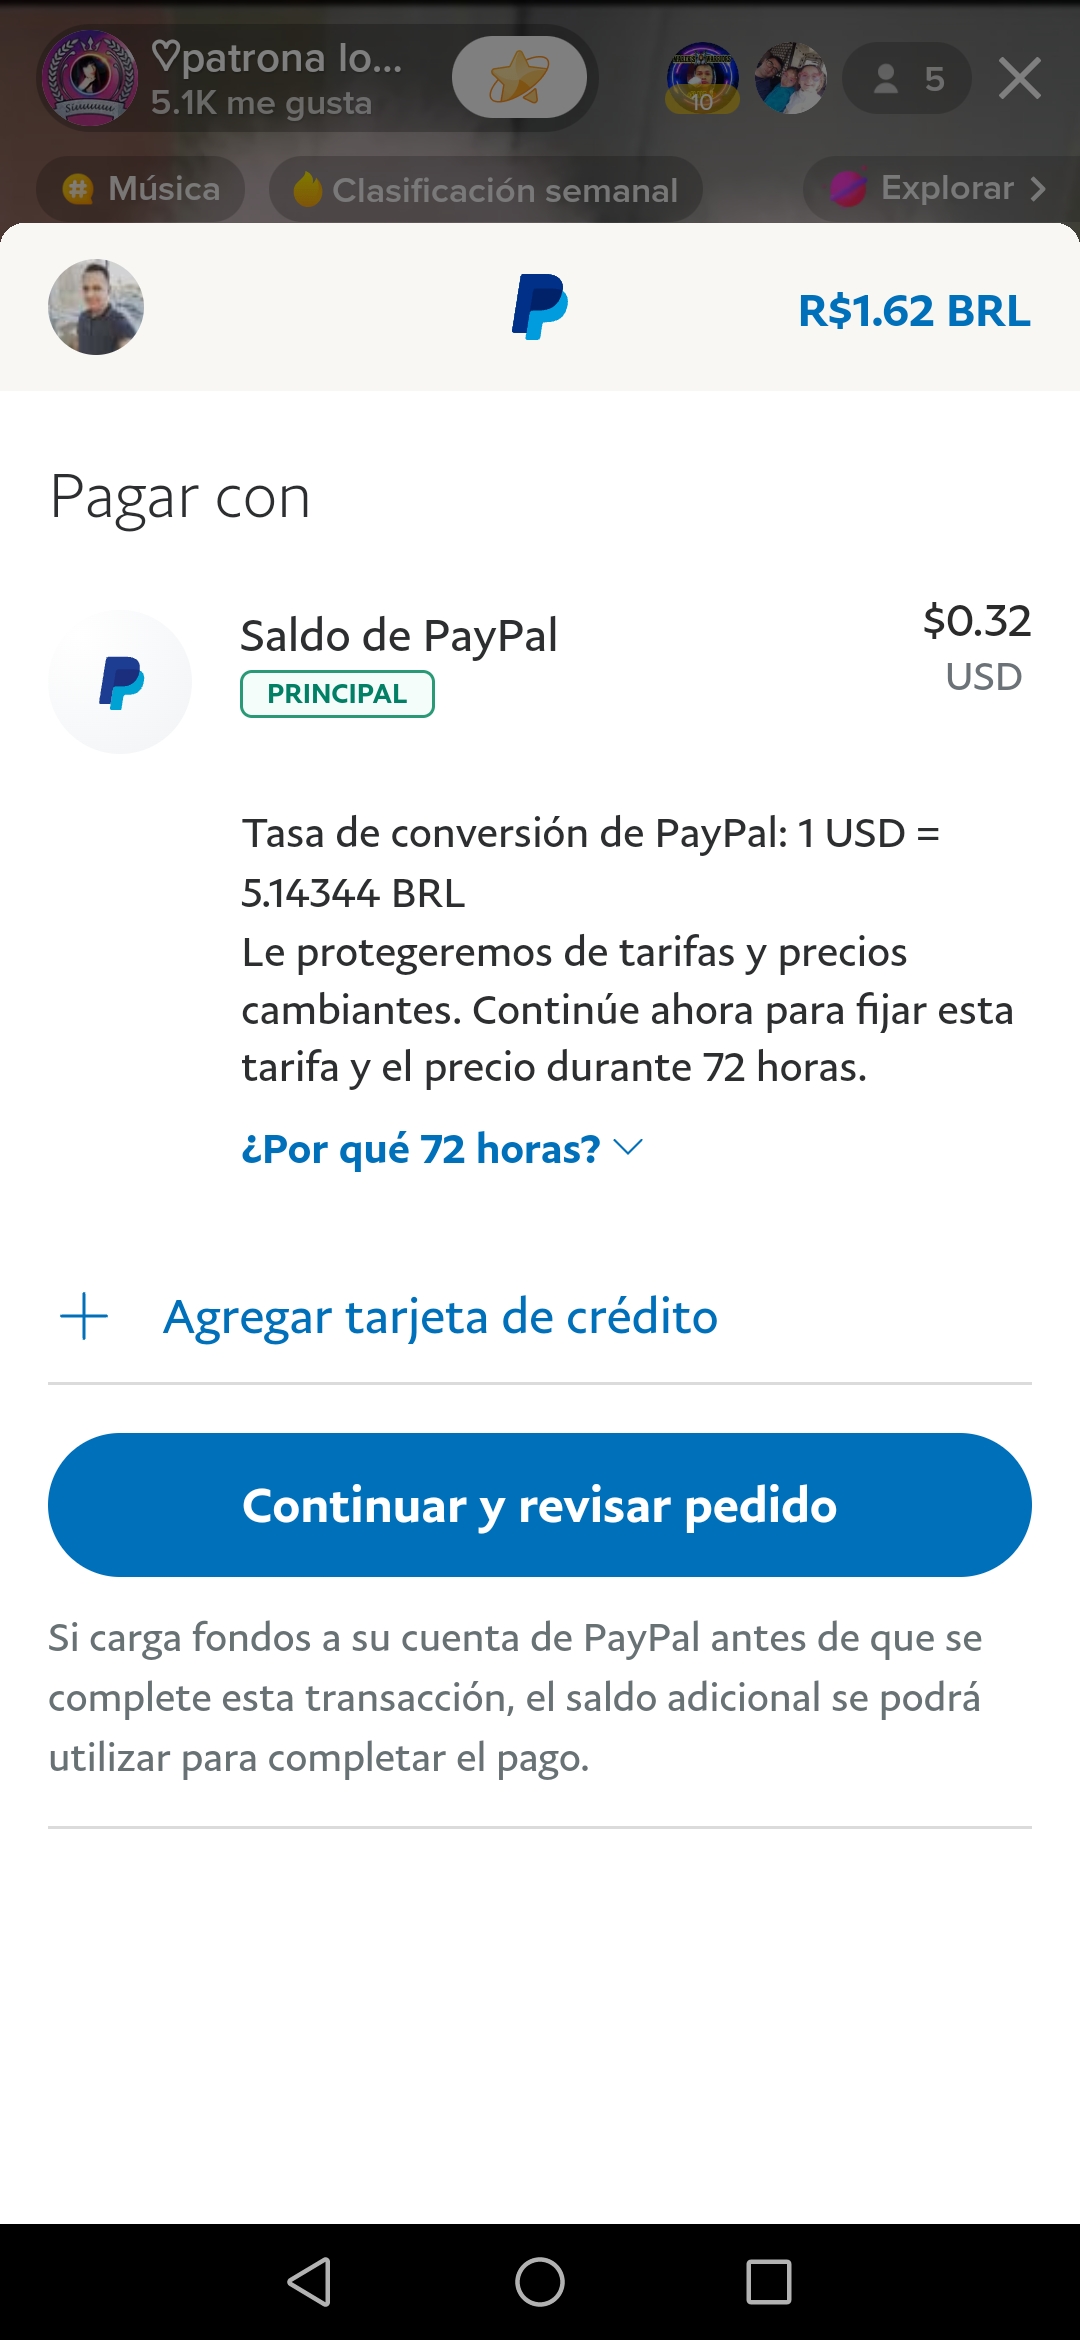 ♡patrona lo...
5.1K me gusta
10
5
Música
Clasificación semanal
Explorar
R$1.62 BRL
Pagar con
Saldo de PayPal
$0.32
PRINCIPAL
USD
Tasa de conversión de PayPal: 1 USD =
5.14344 BRL
Le protegeremos de tarifas y precios
cambiantes. Continúe ahora para fijar esta
tarifa y el precio durante 72 horas.
¿Por qué 72 horas?
Agregar tarjeta de crédito
Continuar y revisar pedido
Si carga fondos a su cuenta de PayPal antes de que se
complete esta transacción, el saldo adicional se podrá
utilizar para completar el pago.